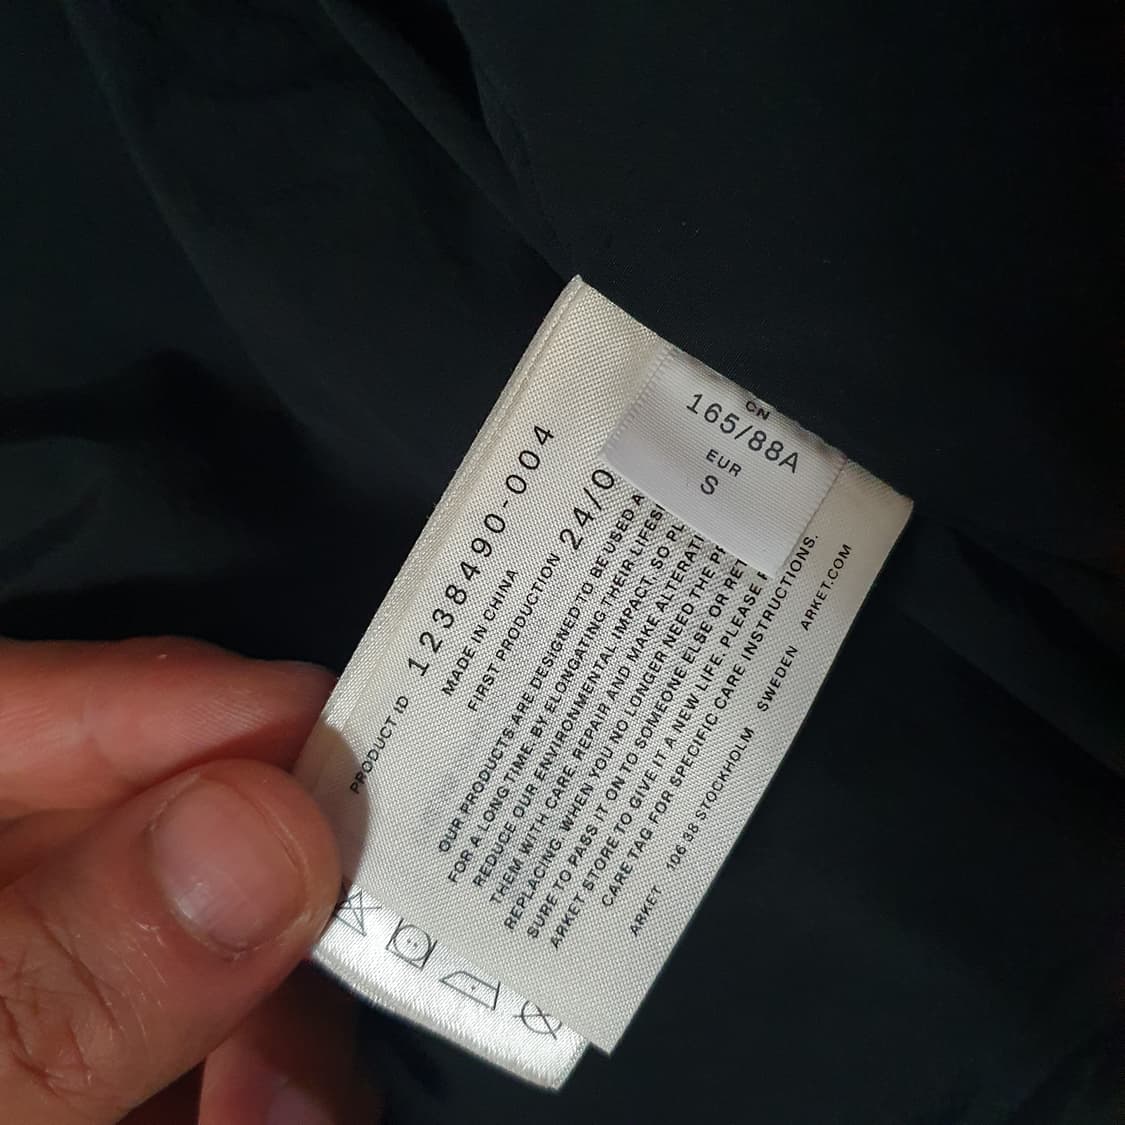 CN
165/88A
EUR
S
PRODUCT ID 1238490-004
MADE IN CHINA
FIRST PRODUCTION 24/0
OUR PRODUCTS ARE DESIGNED TO BE USED A
FOR A LONG TIME. BY ELONGATING THEIR LIFES
REDUCE OUR ENVIRONMENTAL IMPACT. SO PL
THEM WITH CARE, REPAIR AND MAKE ALTERATI
REPLACING. WHEN YOU NO LONGER NEED THE PR
SURE TO PASS IT ON TO SOMEONE ELSE OR RET
ARKET STORE TO GIVE IT A NEW LIFE. PLEASE
CARE TAG FOR SPECIFIC CARE INSTRUCTIONS.
ARKET 106 38 STOCKHOLM SWEDEN ARKET.COM